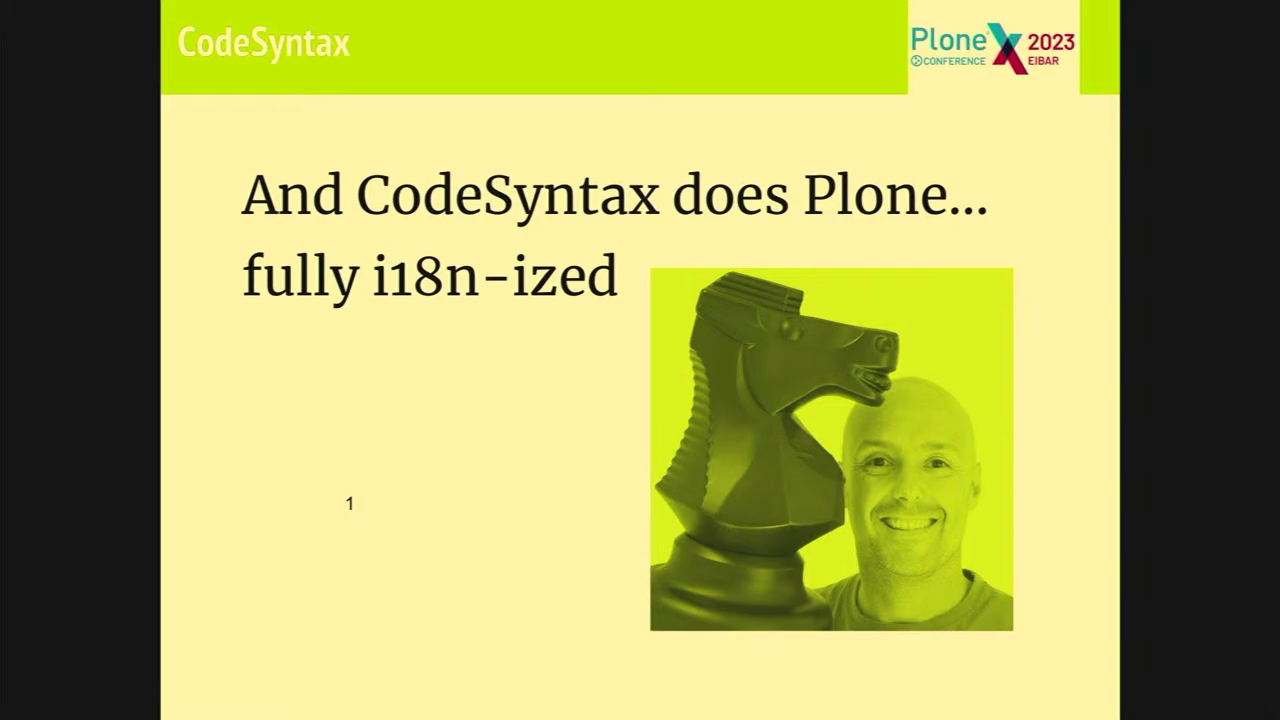 CodeSyntax
Plone 2023
CONFERENCE EIBAR
And CodeSyntax does Plone...
fully i18n-ized
1